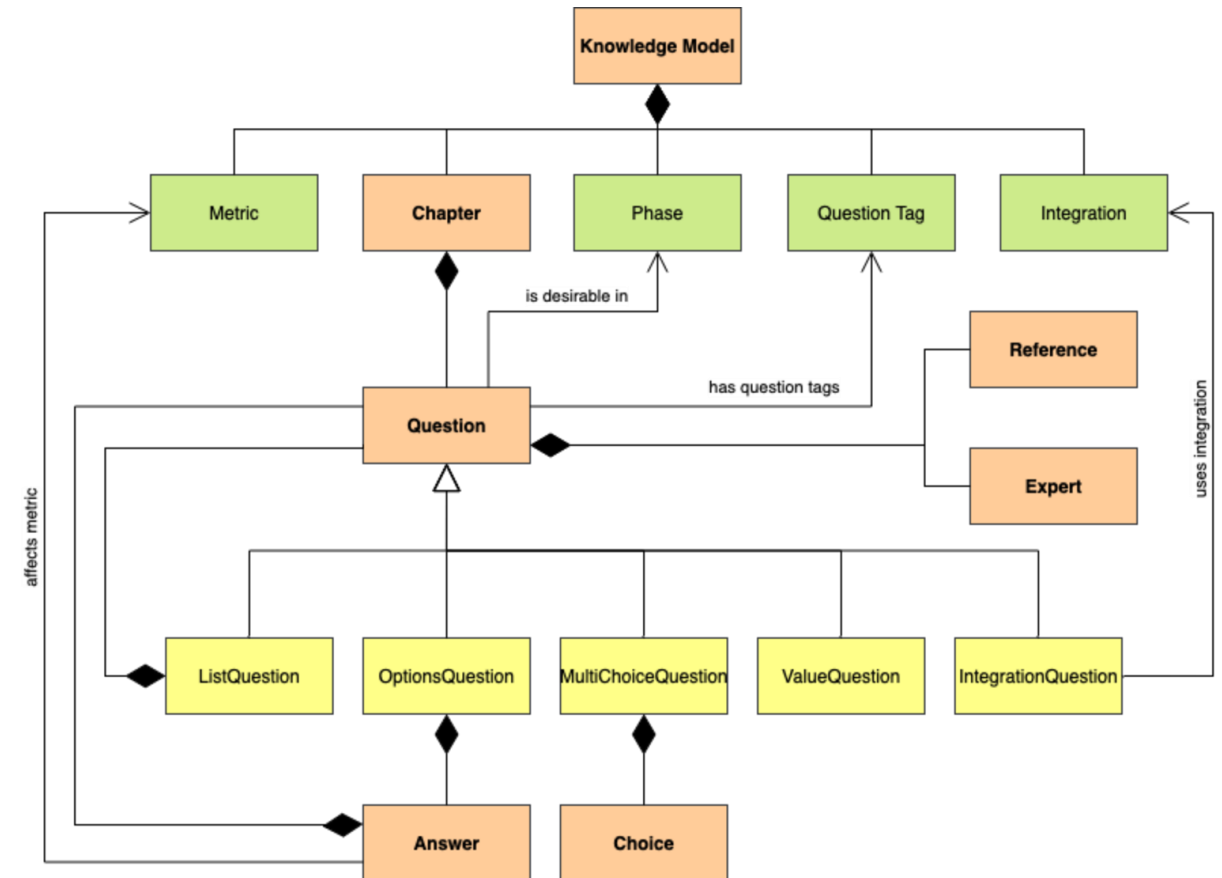 Knowledge Model
Metric
Chapter
Phase
Question Tag
Integration
is desirable in
Reference
has question tags
Question
uses integration
Expert
affects metric
ListQuestion
OptionsQuestion
MultiChoiceQuestion
ValueQuestion
IntegrationQuestion
Answer
Choice